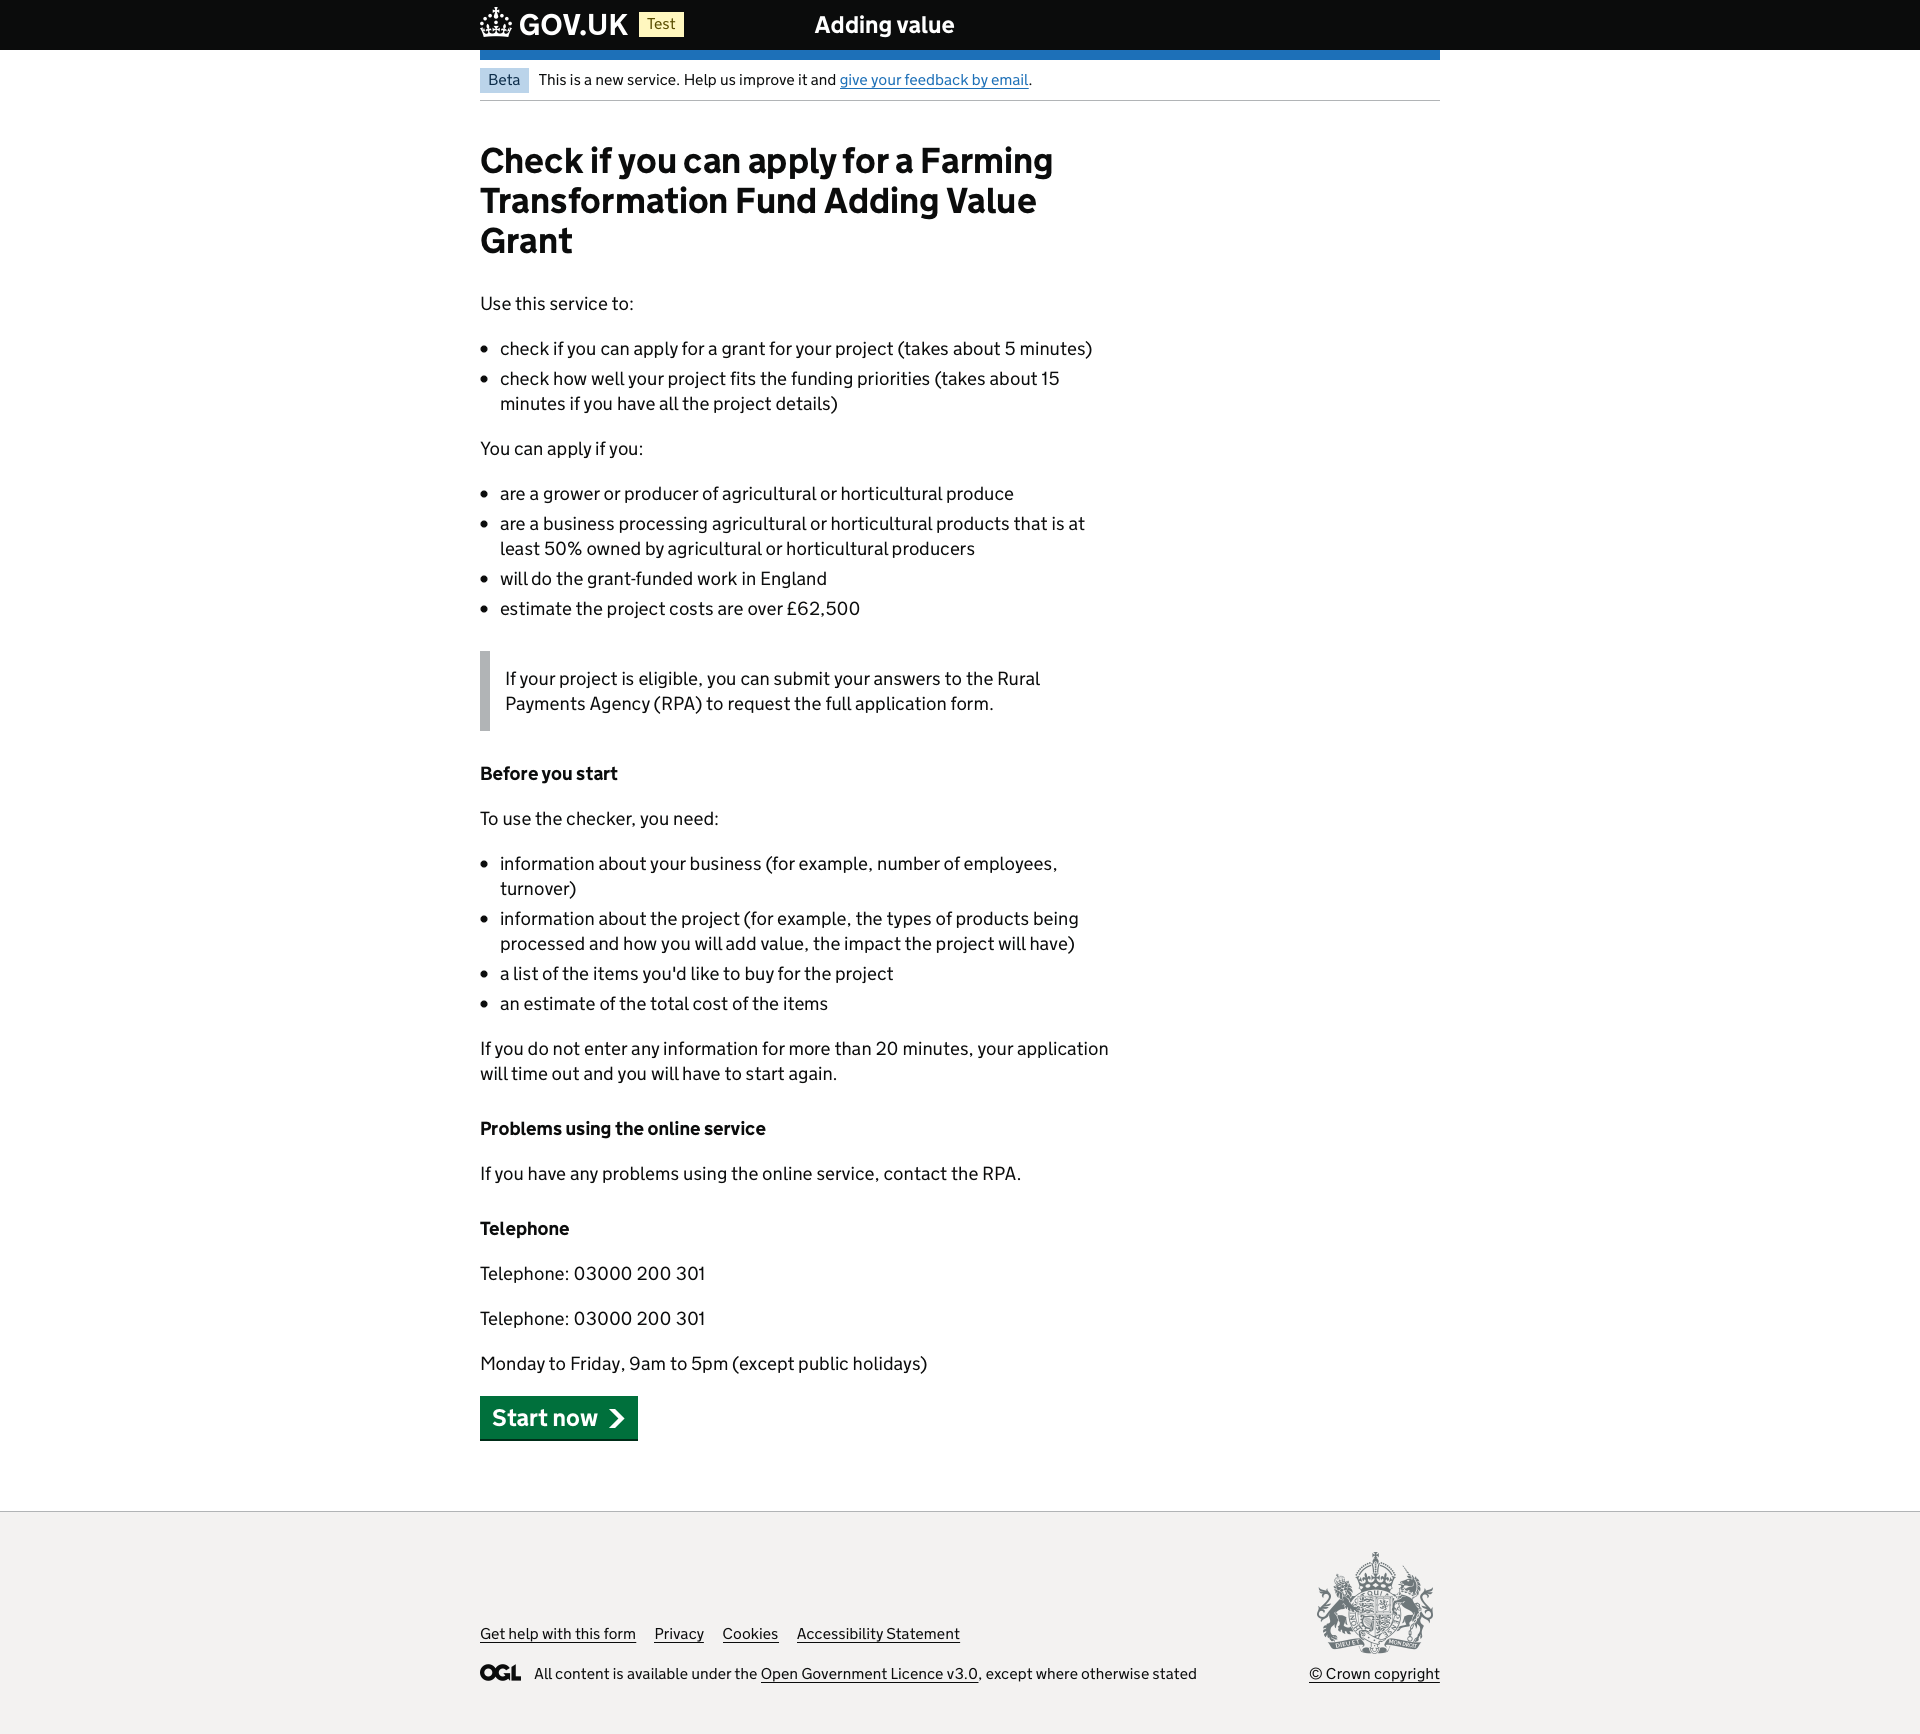 GOV.UK Test Adding value
Beta This is a new service. Help us improve it and give your feedback by email.
Check if you can apply for a Farming
Transformation Fund Adding Value
Grant
Use this service to:
check if you can apply for a grant for your project (takes about 5 minutes)
check how well your project fits the funding priorities (takes about 15
minutes if you have all the project details)
You can apply if you:
are a grower or producer of agricultural or horticultural produce
are a business processing agricultural or horticultural products that is at
least 50% owned by agricultural or horticultural producers
will do the grant-funded work in England
estimate the project costs are over £62,500
If your project is eligible, you can submit your answers to the Rural
Payments Agency (RPA) to request the full application form.
Before you start
To use the checker, you need:
information about your business (for example, number of employees,
turnover)
information about the project (for example, the types of products being
processed and how you will add value, the impact the project will have)
a list of the items you'd like to buy for the project
an estimate of the total cost of the items
If you do not enter any information for more than 20 minutes, your application
will time out and you will have to start again.
Problems using the online service
If you have any problems using the online service, contact the RPA.
Telephone
Telephone: 03000 200 301
Telephone: 03000 200 301
Monday to Friday, 9am to 5pm (except public holidays)
Start now
Get help with this form Privacy Cookies Accessibility Statement
OGL All content is available under the Open Government Licence v3.0, except where otherwise stated
DIEU ET MON DROIT
© Crown copyright